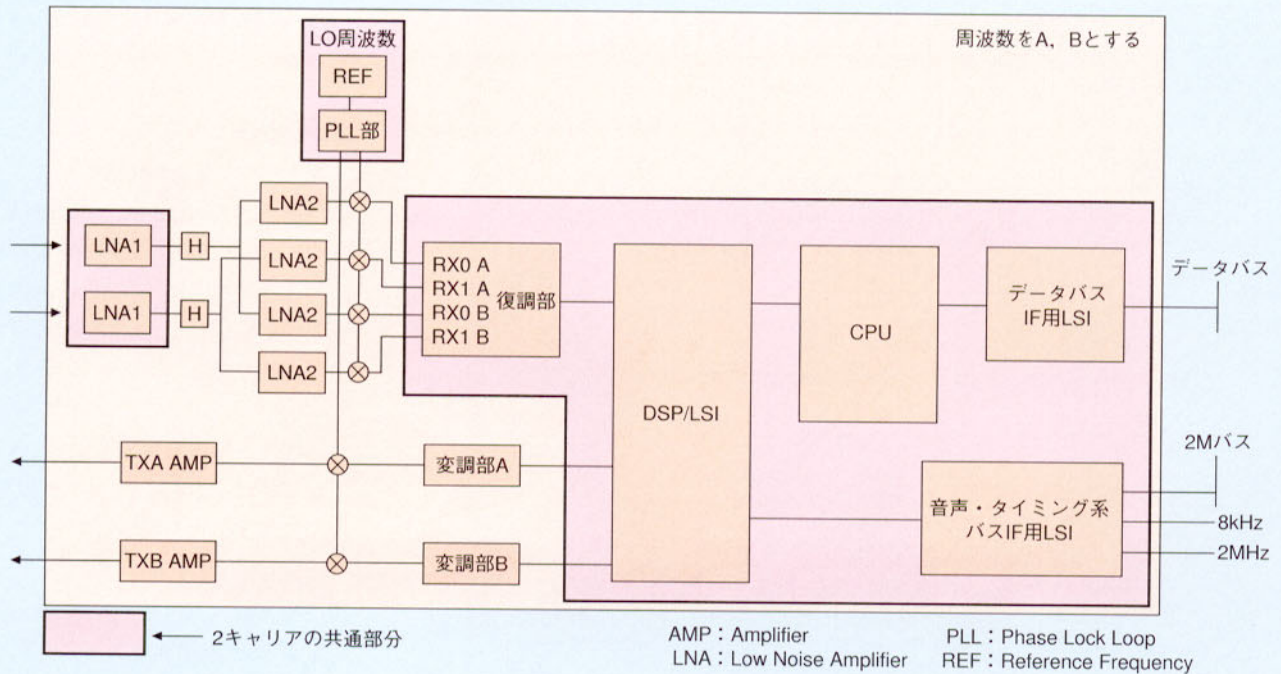 LO周波数
周波数をA，Bとする
REF
PLL部
LNA2
LNA1
H
LNA2
RX0 A
RX1 A
RX0 B
RX1 B
復調部
LNA1
H
LNA2
LNA2
DSP/LSI
CPU
データバス
IF用LSI
データバス
TXA AMP
変調部A
TXB AMP
変調部B
音声・タイミング系
バスIF用LSI
2Mバス
8kHz
2MHz
2キャリアの共通部分
AMP：Amplifier
PLL：Phase Lock Loop
LNA：Low Noise Amplifier
REF：Reference Frequency